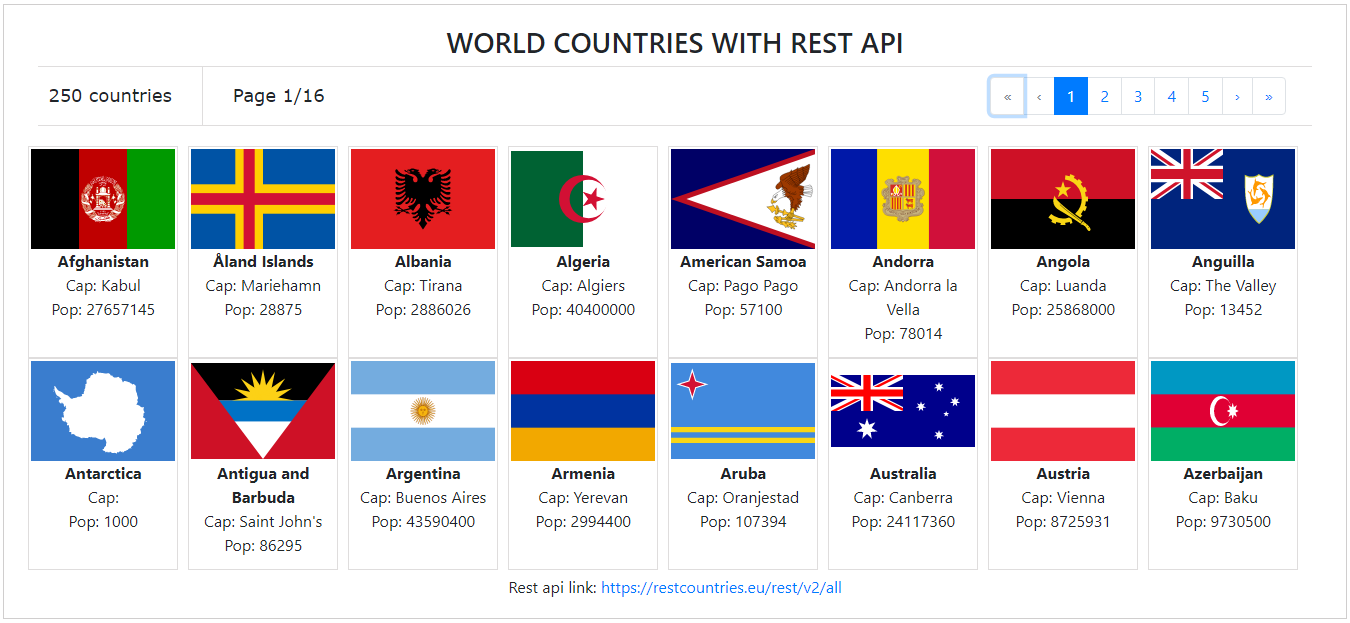 WORLD COUNTRIES WITH REST API
250 countries
Page 1/16
« ‹ 1 2 3 4 5 › »
Afghanistan
Cap: Kabul
Pop: 27657145
Åland Islands
Cap: Mariehamn
Pop: 28875
Albania
Cap: Tirana
Pop: 2886026
Algeria
Cap: Algiers
Pop: 40400000
American Samoa
Cap: Pago Pago
Pop: 57100
Andorra
Cap: Andorra la
Vella
Pop: 78014
Angola
Cap: Luanda
Pop: 25868000
Anguilla
Cap: The Valley
Pop: 13452
Antarctica
Cap:
Pop: 1000
Antigua and
Barbuda
Cap: Saint John's
Pop: 86295
Argentina
Cap: Buenos Aires
Pop: 43590400
Armenia
Cap: Yerevan
Pop: 2994400
Aruba
Cap: Oranjestad
Pop: 107394
Australia
Cap: Canberra
Pop: 24117360
Austria
Cap: Vienna
Pop: 8725931
Azerbaijan
Cap: Baku
Pop: 9730500
Rest api link: https://restcountries.eu/rest/v2/all